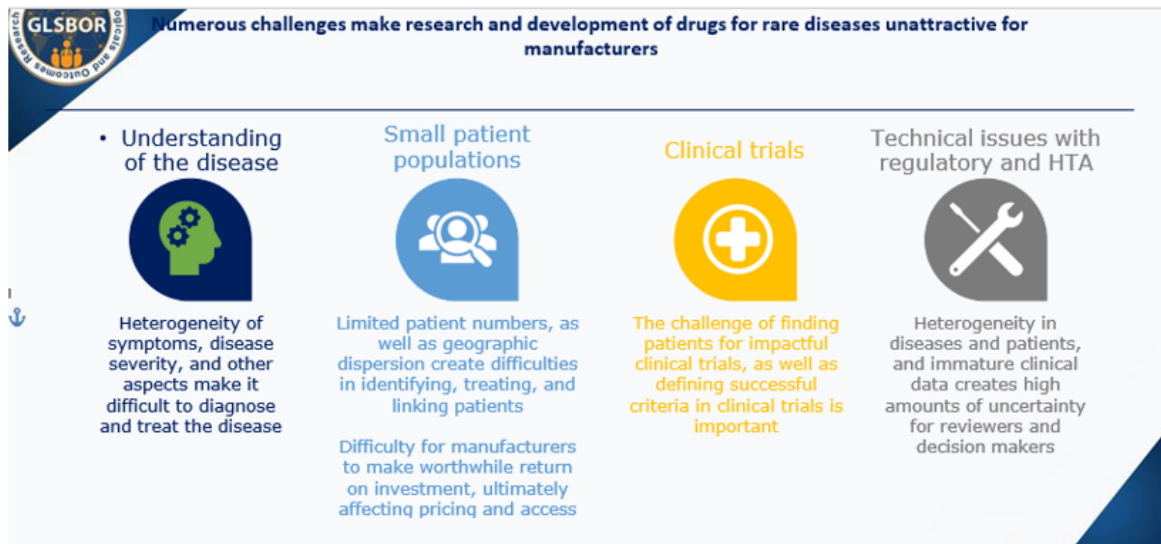 GLSBOR
ogicals and Outcomes Research
Numerous challenges make research and development of drugs for rare diseases unattractive for
manufacturers
• Understanding
of the disease
Heterogeneity of
symptoms, disease
severity, and other
aspects make it
difficult to diagnose
and treat the disease
Small patient
populations
Limited patient numbers, as
well as geographic
dispersion create difficulties
in identifying, treating, and
linking patients
Difficulty for manufacturers
to make worthwhile return
on investment, ultimately
affecting pricing and access
Clinical trials
The challenge of finding
patients for impactful
clinical trials, as well as
defining successful
criteria in clinical trials is
important
Technical issues with
regulatory and HTA
Heterogeneity in
diseases and patients,
and immature clinical
data creates high
amounts of uncertainty
for reviewers and
decision makers